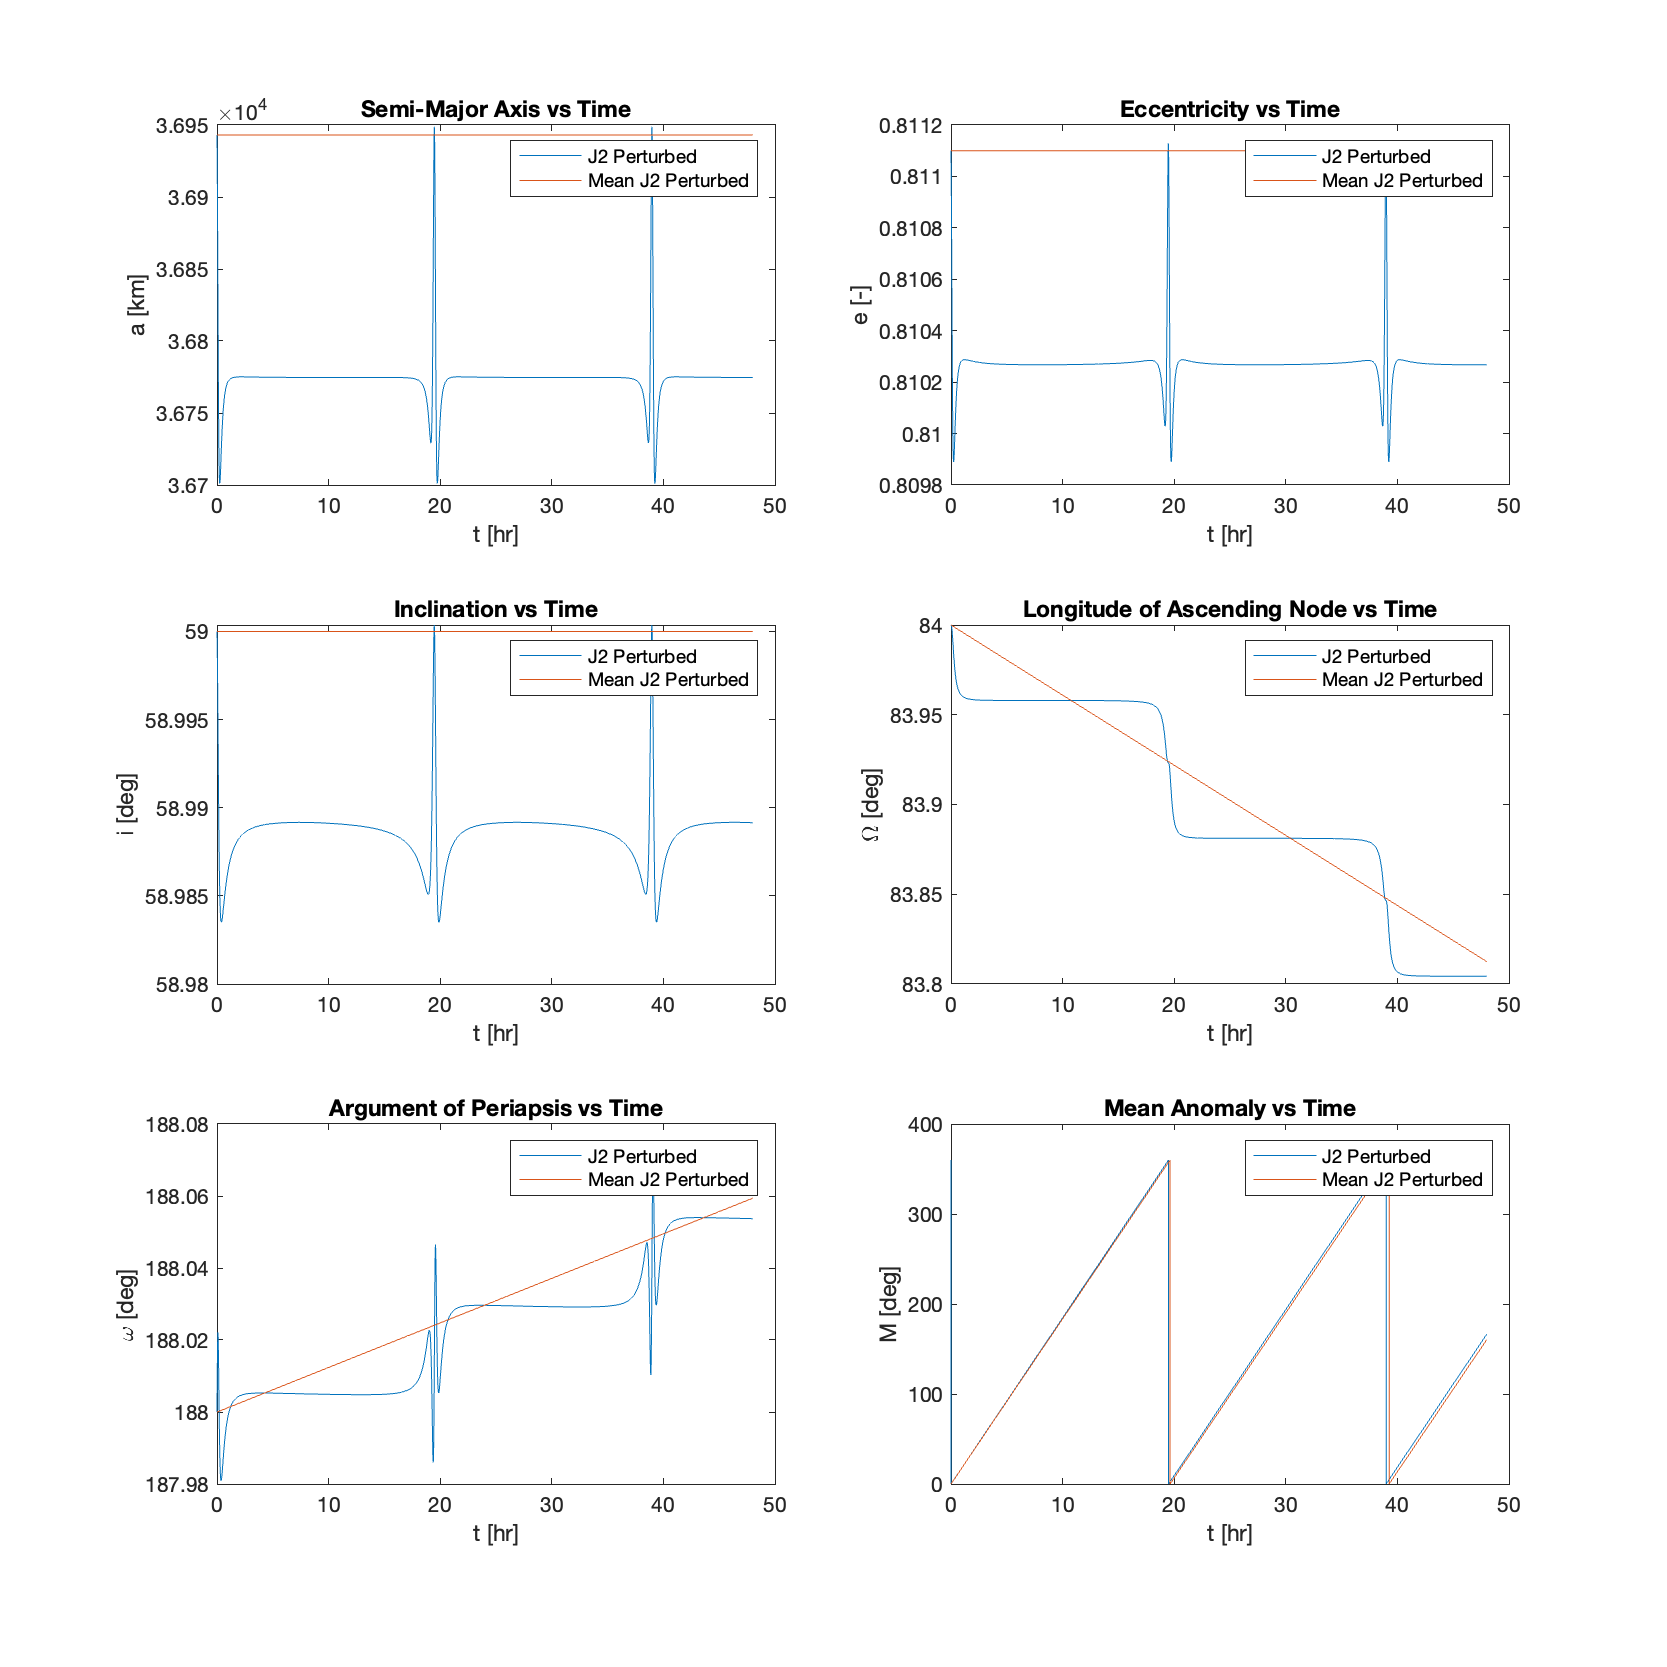 Semi-Major Axis vs Time
×10⁴
3.695
3.69
3.685
3.68
3.675
3.67
a [km]
0 10 20 30 40 50
t [hr]
J2 Perturbed
Mean J2 Perturbed
Eccentricity vs Time
0.8112
0.811
0.8108
0.8106
0.8104
0.8102
0.81
0.8098
e [-]
0 10 20 30 40 50
t [hr]
J2 Perturbed
Mean J2 Perturbed
Inclination vs Time
59
58.995
58.99
58.985
58.98
i [deg]
0 10 20 30 40 50
t [hr]
J2 Perturbed
Mean J2 Perturbed
Longitude of Ascending Node vs Time
84
83.95
83.9
83.85
83.8
Ω [deg]
0 10 20 30 40 50
t [hr]
J2 Perturbed
Mean J2 Perturbed
Argument of Periapsis vs Time
188.08
188.06
188.04
188.02
188
187.98
ω [deg]
0 10 20 30 40 50
t [hr]
J2 Perturbed
Mean J2 Perturbed
Mean Anomaly vs Time
400
300
200
100
0
M [deg]
0 10 20 30 40 50
t [hr]
J2 Perturbed
Mean J2 Perturbed